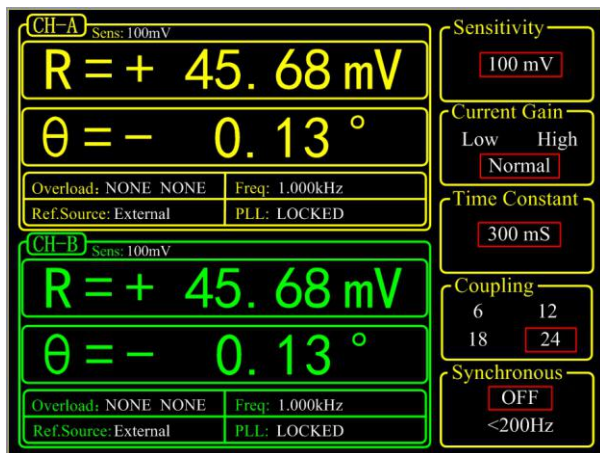 CH-A Sens: 100mV
R = + 45.68 mV
θ = - 0.13 °
Overload: NONE NONE Freq: 1.000kHz
Ref.Source: External PLL: LOCKED
CH-B Sens: 100mV
R = + 45.68 mV
θ = - 0.13 °
Overload: NONE NONE Freq: 1.000kHz
Ref.Source: External PLL: LOCKED
Sensitivity
100 mV
Current Gain
Low High
Normal
Time Constant
300 mS
Coupling
6 12
18 24
Synchronous
OFF
<200Hz